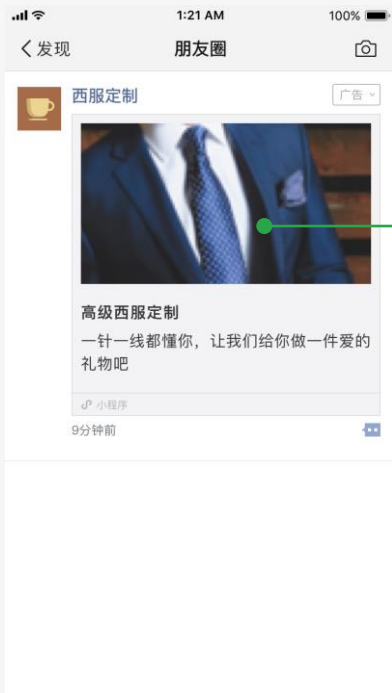 1:21 AM
100%
发现
朋友圈
西服定制
广告
高级西服定制
一针一线都懂你，让我们给你做一件爱的
礼物吧
小程序
9分钟前